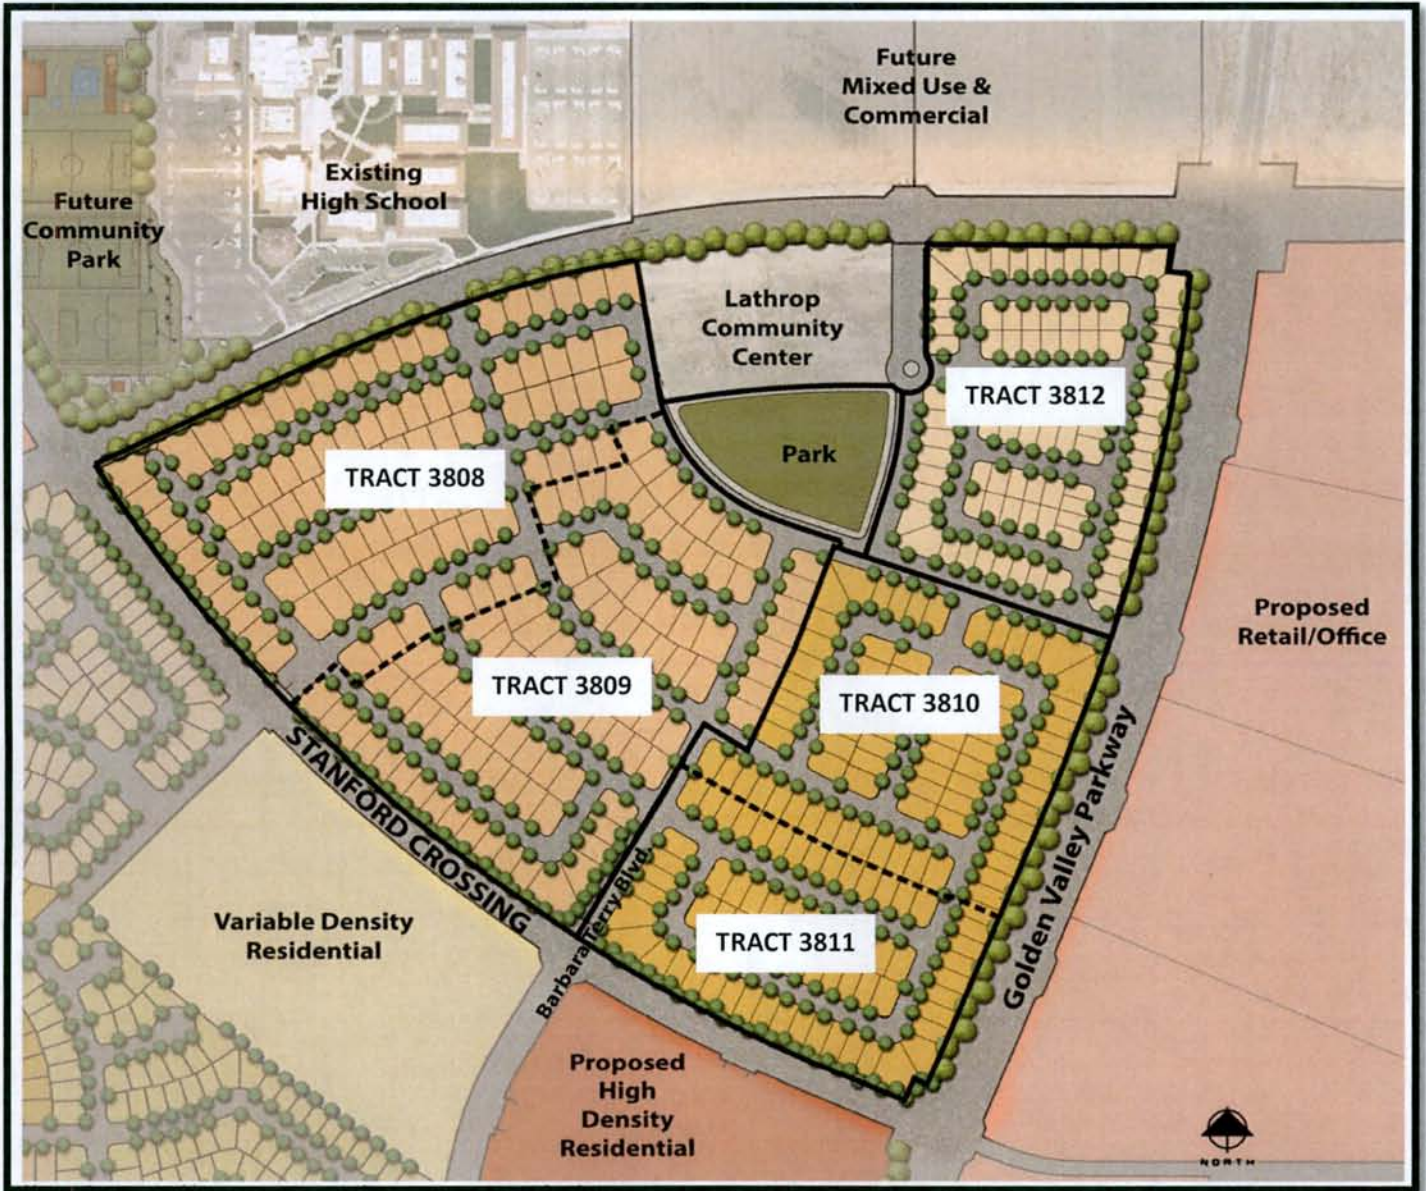 Future
Mixed Use &
Commercial
Existing
High School
Future
Community
Park
Lathrop
Community
Center
TRACT 3812
Park
TRACT 3808
Proposed
Retail/Office
TRACT 3809
TRACT 3810
STANFORD CROSSING
Golden Valley Parkway
Barbara Terry Blvd.
Variable Density
Residential
TRACT 3811
Proposed
High
Density
Residential
NORTH